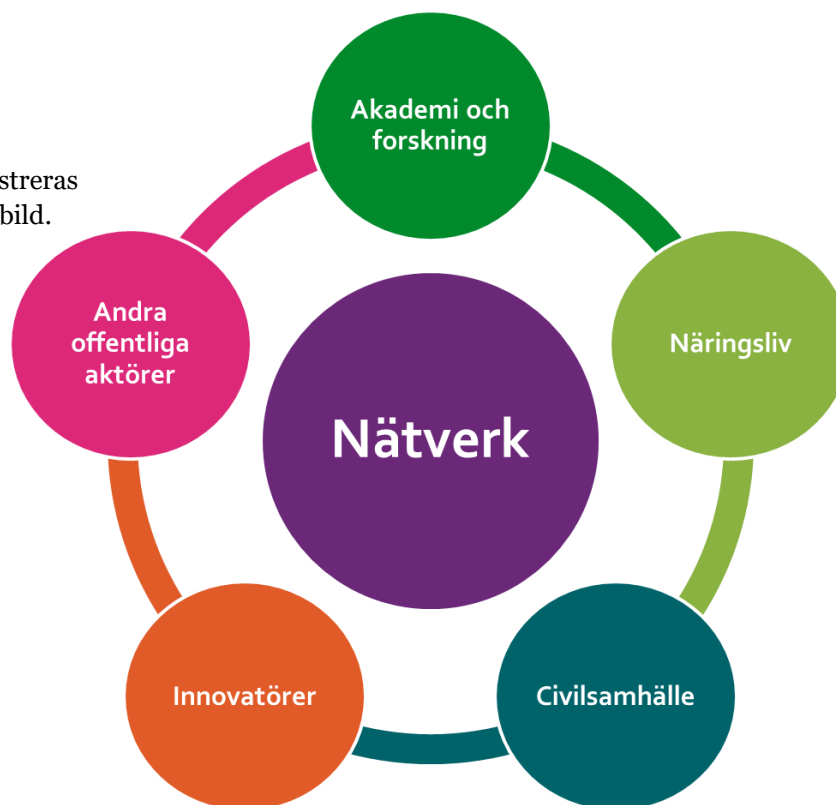 Akademi och
forskning
streras
bild.
Andra
offentliga
aktörer
Näringsliv
Nätverk
Innovatörer
Civilsamhälle